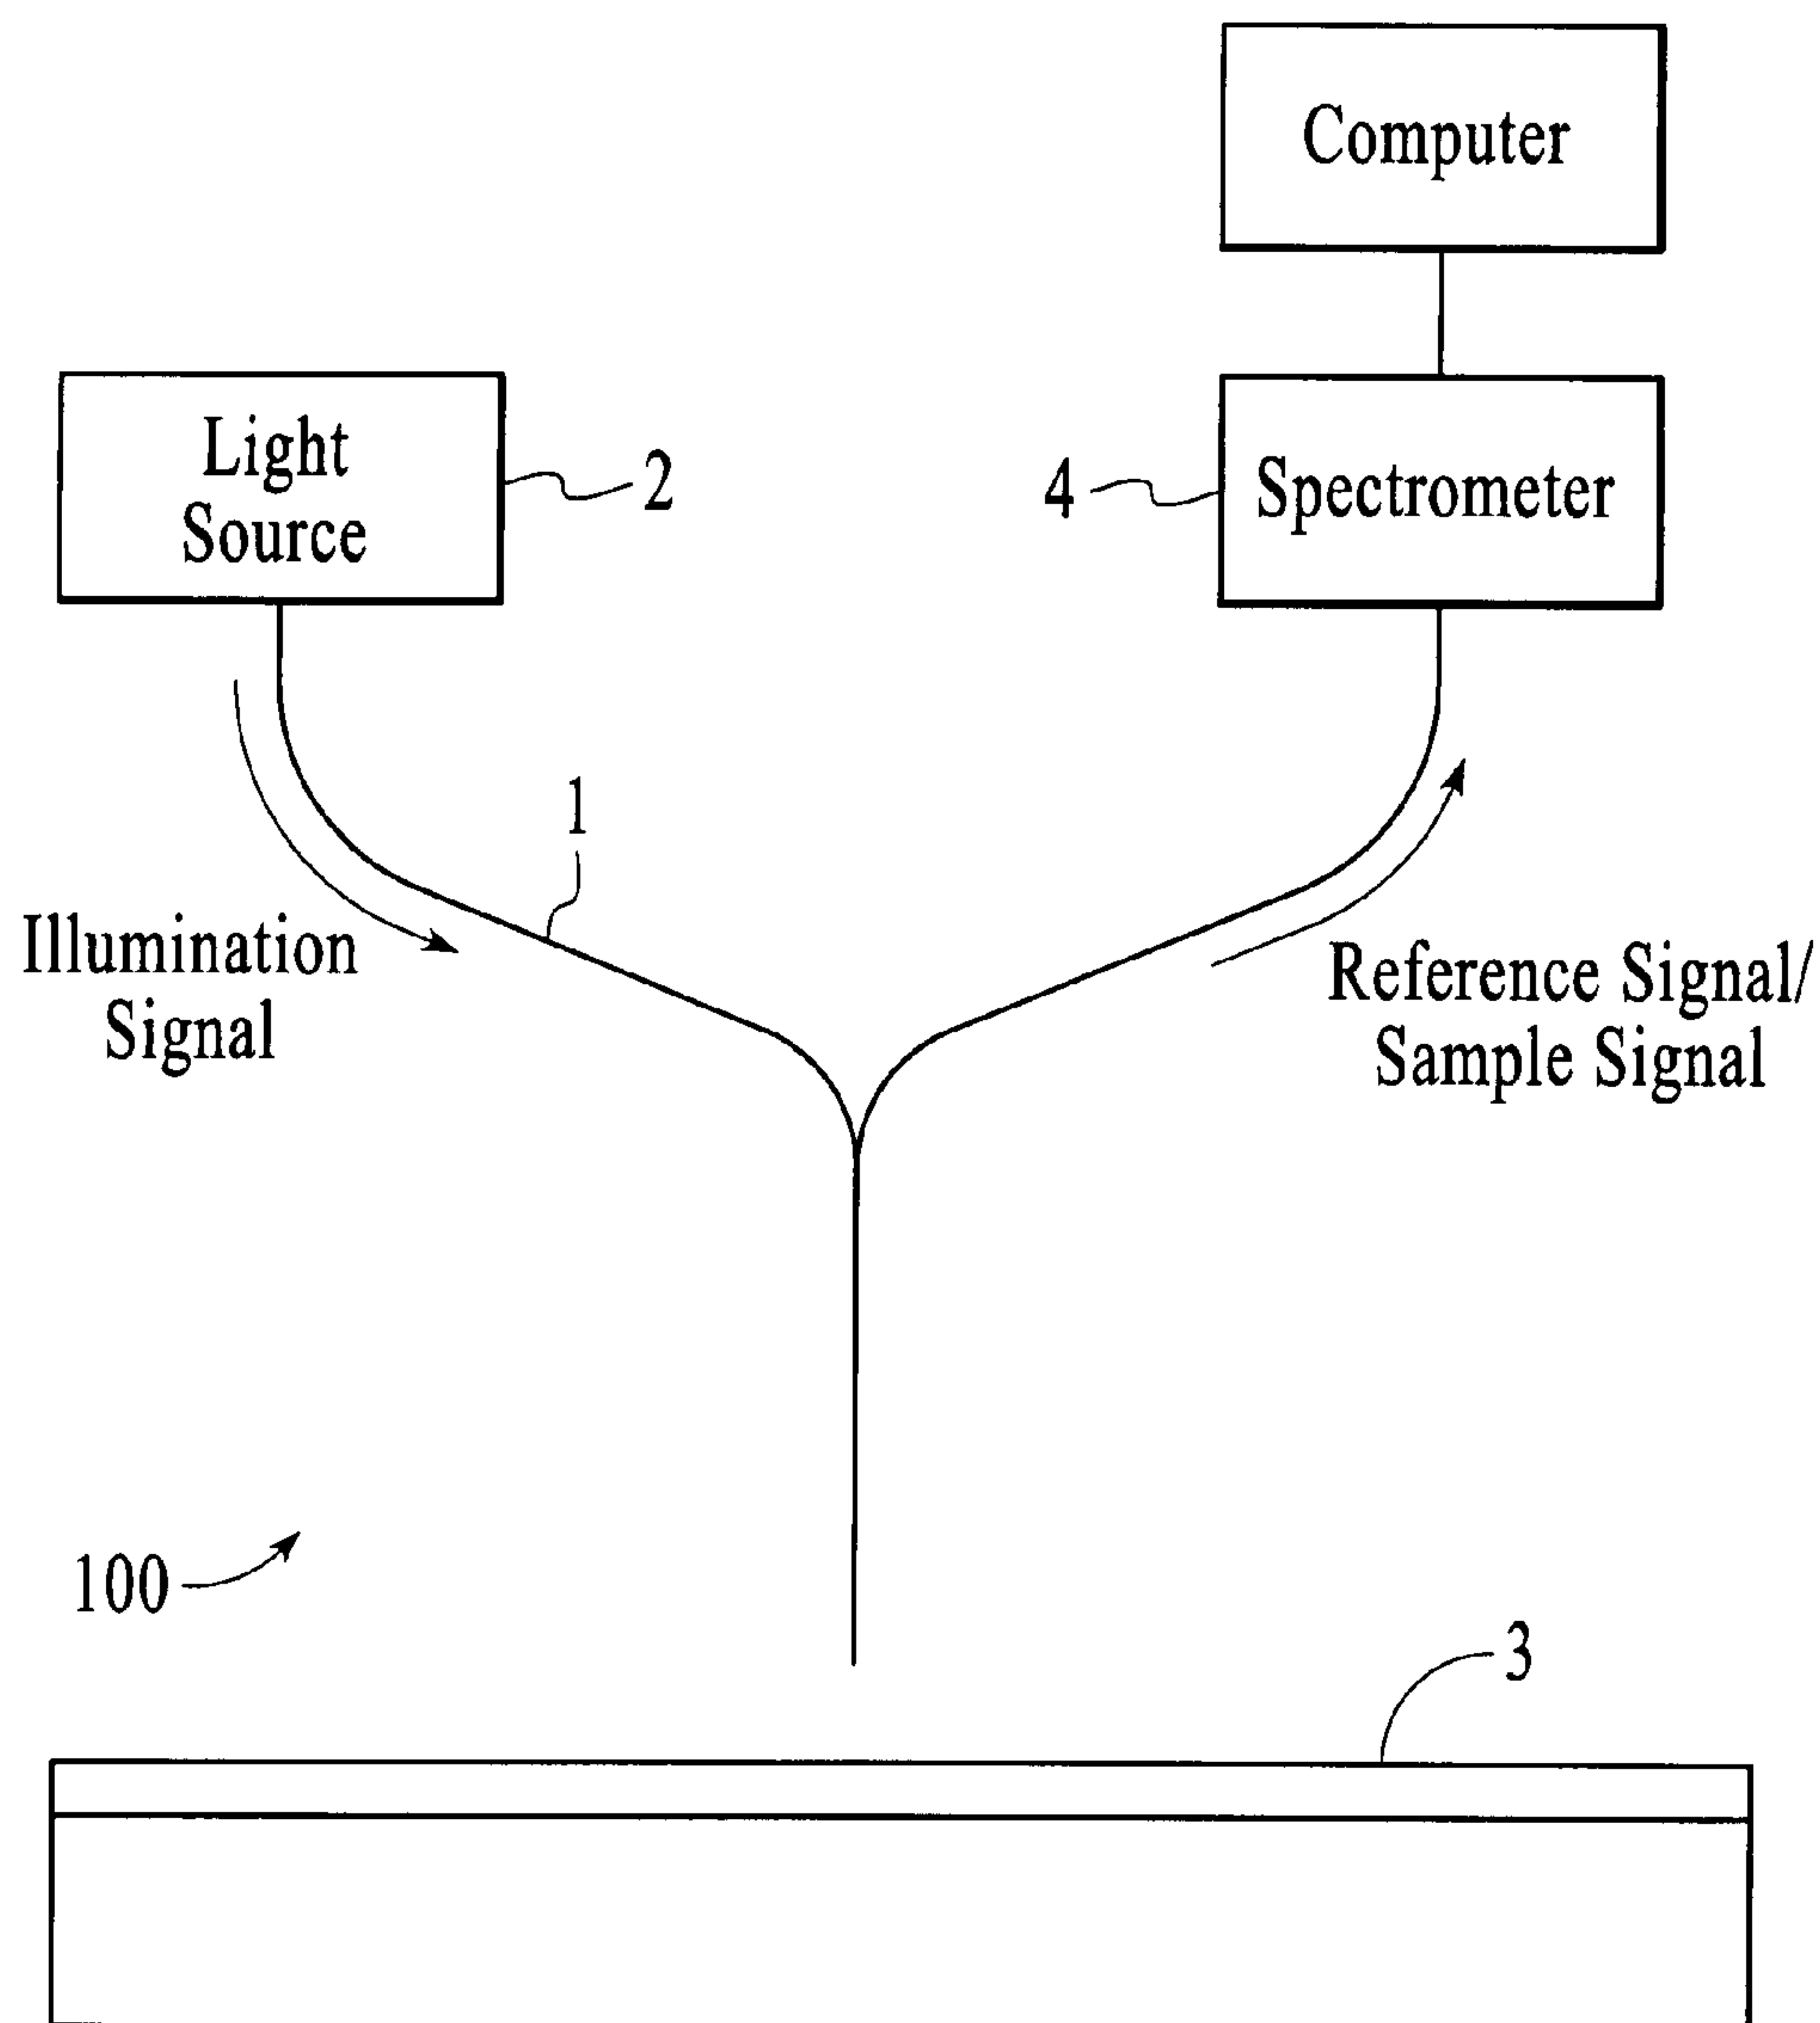 Computer
Light
Source
2
4
Spectrometer
1
Illumination
Signal
Reference Signal/
Sample Signal
100
3